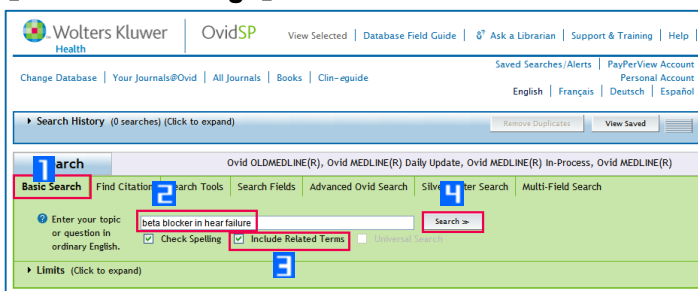 Wolters Kluwer
Health
OvidSP
View Selected | Database Field Guide | Ask a Librarian | Support & Training | Help |
Saved Searches/Alerts | PayPerView Account
Change Database | Your Journals@Ovid | All Journals | Books | Clin-eguide
Personal Account
English | Français | Deutsch | Español
Search History (0 searches) (Click to expand)
Remove Duplicates
View Saved
1
arch
Ovid OLDMEDLINE(R), Ovid MEDLINE(R) Daily Update, Ovid MEDLINE(R) In-Process, Ovid MEDLINE(R)
Basic Search | Find Citation | 2 arch Tools | Search Fields | Advanced Ovid Search | Silver 4 ter Search | Multi-Field Search
Enter your topic
or question in
ordinary English.
beta blocker in hear failure
Search >>
Check Spelling
Include Related Terms
Universal Search
3
Limits (Click to expand)